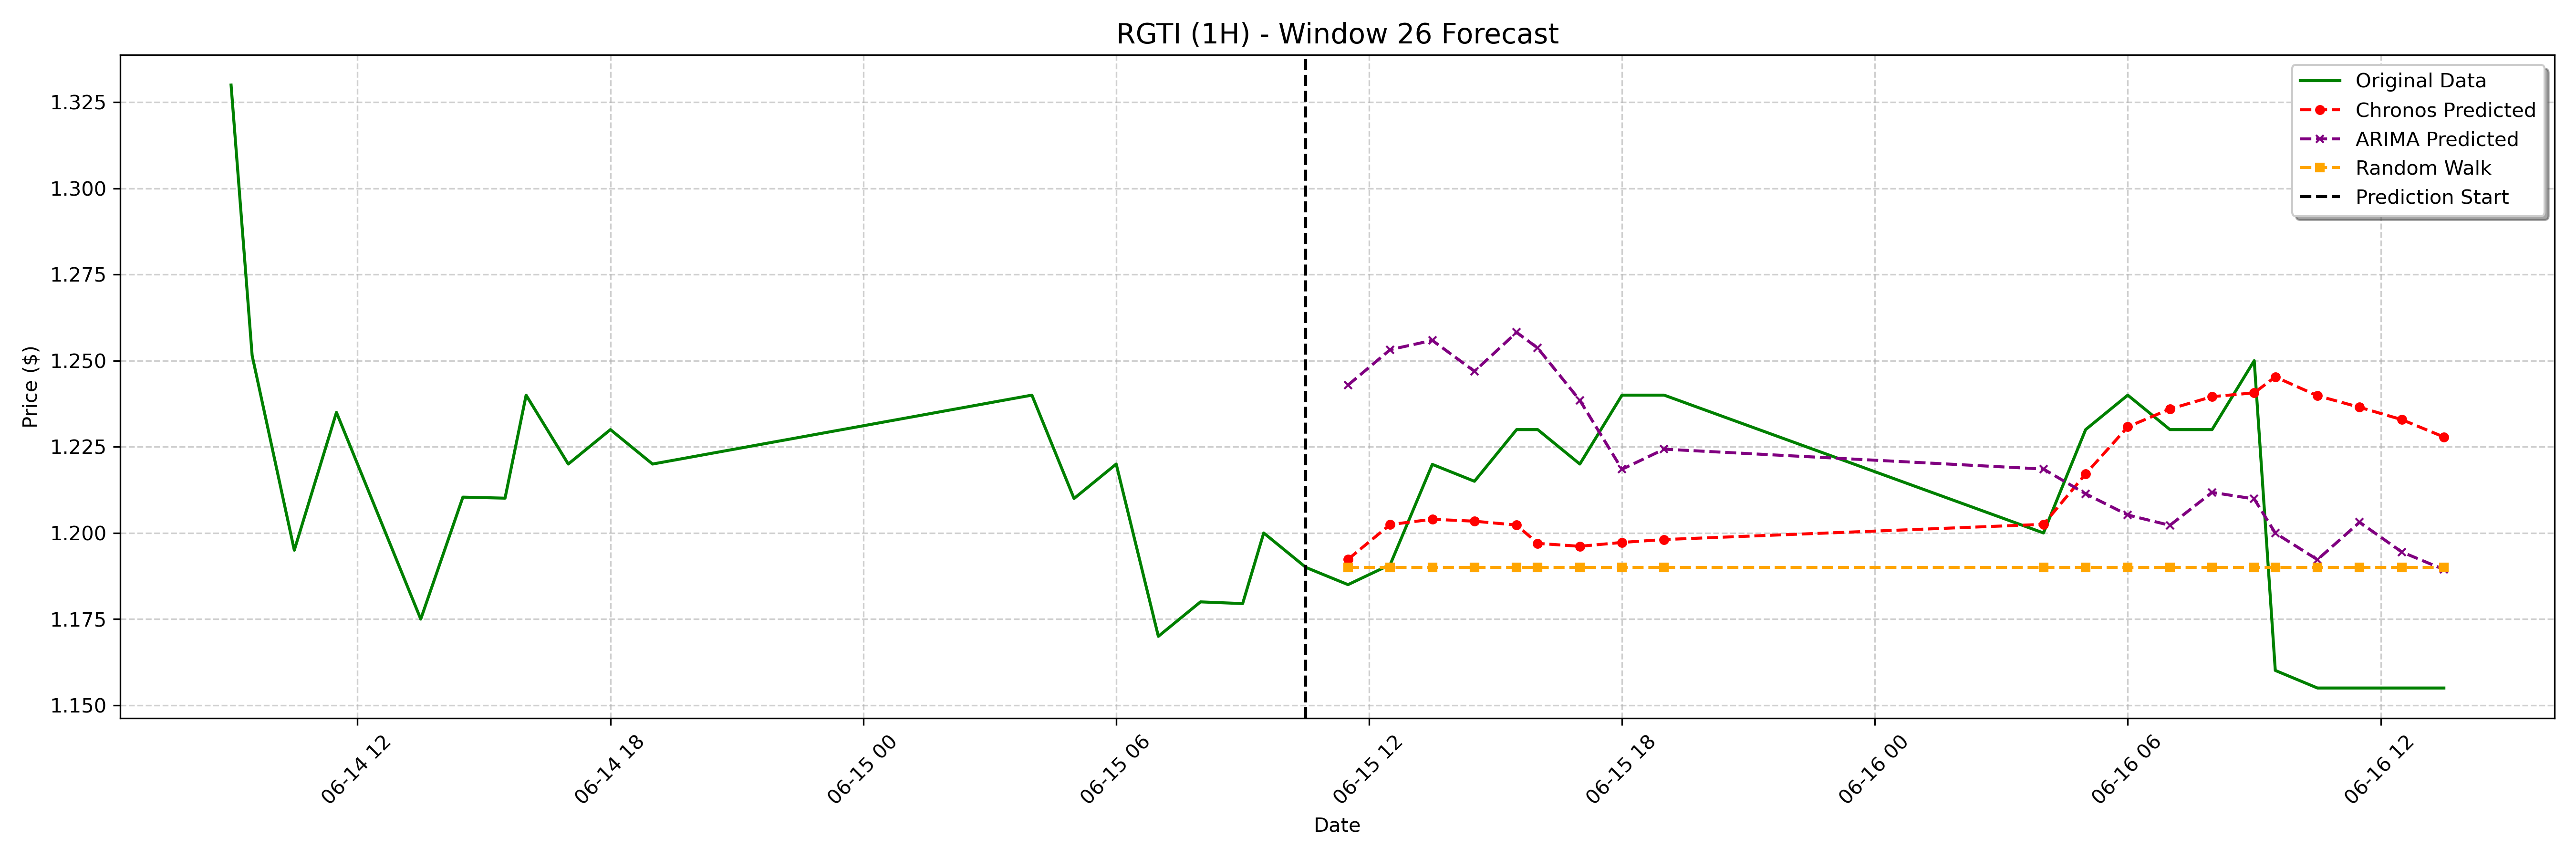 RGTI (1H) - Window 26 Forecast
Original Data
Chronos Predicted
ARIMA Predicted
Random Walk
Prediction Start
Price ($)
1.325
1.300
1.275
1.250
1.225
1.200
1.175
1.150
06-14 12
06-14 18
06-15 00
06-15 06
06-15 12
06-15 18
06-16 00
06-16 06
06-16 12
Date